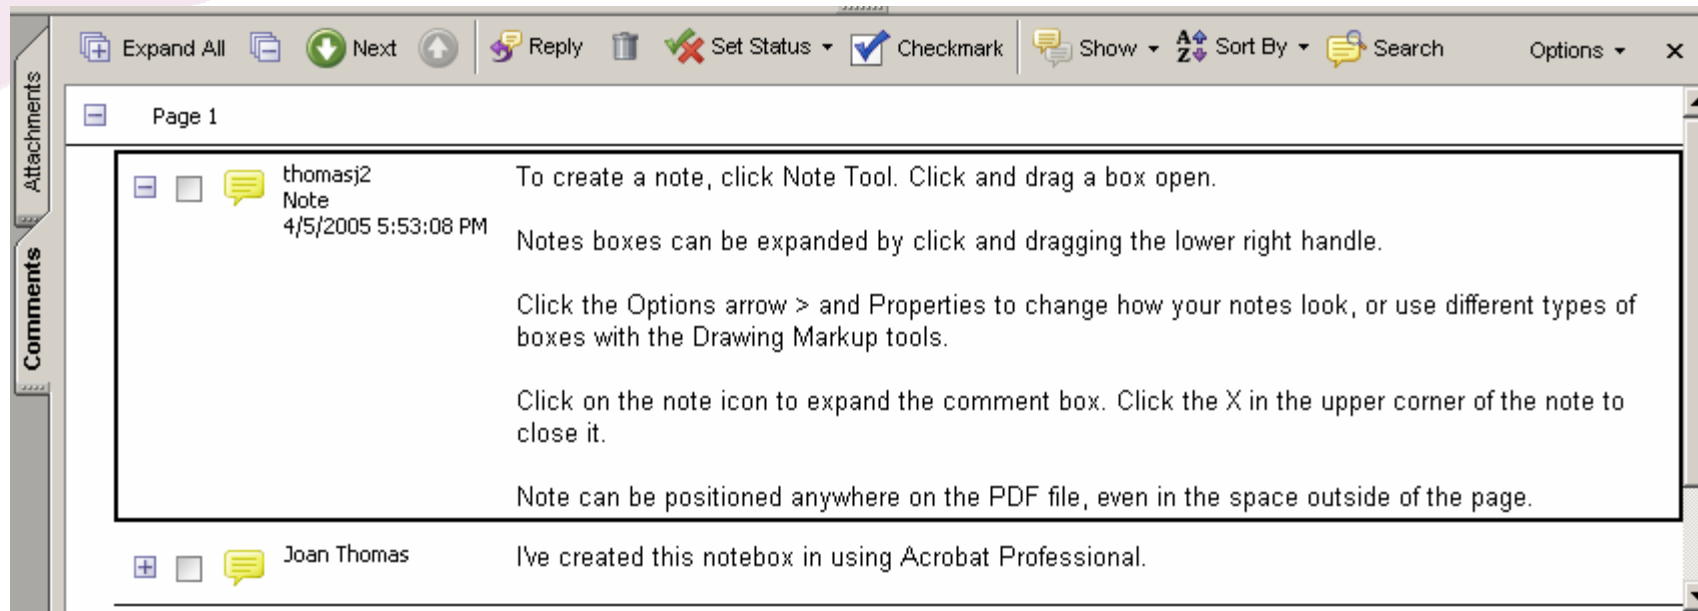 Expand All Next Reply Set Status Checkmark Show AZ Sort By Search Options x
Attachments
Comments
Page 1
thomasj2
Note
4/5/2005 5:53:08 PM
To create a note, click Note Tool. Click and drag a box open.
Notes boxes can be expanded by click and dragging the lower right handle.
Click the Options arrow > and Properties to change how your notes look, or use different types of
boxes with the Drawing Markup tools.
Click on the note icon to expand the comment box. Click the X in the upper corner of the note to
close it.
Note can be positioned anywhere on the PDF file, even in the space outside of the page.
Joan Thomas
I've created this notebox in using Acrobat Professional.